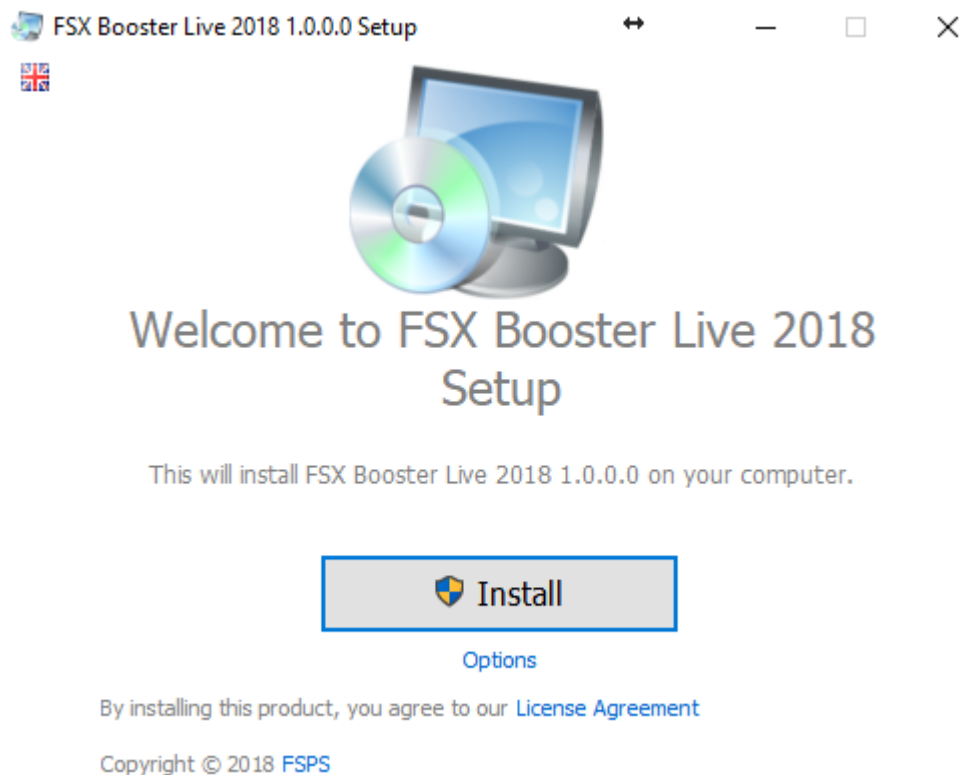 FSX Booster Live 2018 1.0.0.0 Setup
Welcome to FSX Booster Live 2018
Setup
This will install FSX Booster Live 2018 1.0.0.0 on your computer.
Install
Options
By installing this product, you agree to our License Agreement
Copyright © 2018 FSPS